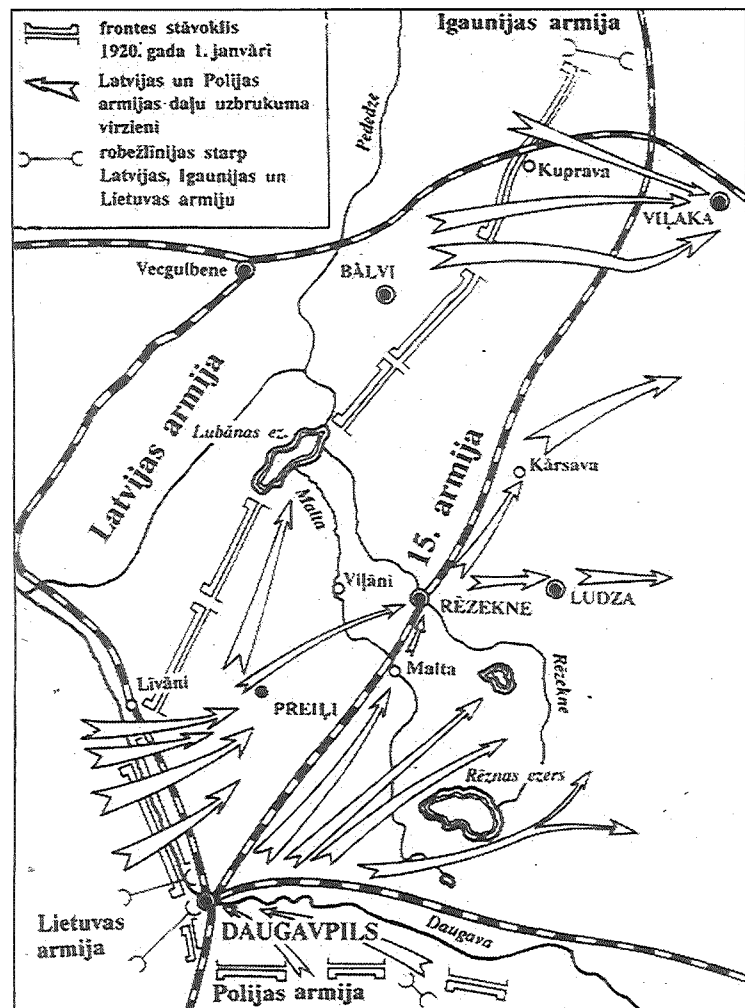 frontes stāvoklis
1920. gada 1. janvārī
Latvijas un Polijas
armijas daļu uzbrukuma
virzieni
robežlīnijas starp
Latvijas, Igaunijas un
Lietuvas armiju
Igaunijas armija
Pededze
Kuprava
VIĻAKA
Vecgulbene
BALVI
Latvijas armija
Lubānas ez.
Malta
15. armija
Kārsava
Viļāni
RĒZEKNE
LUDZA
Malta
Rēzekne
Līvāni
PREIĻI
Rēznas ezers
Lietuvas
armija
DAUGAVPILS
Daugava
Polijas armija